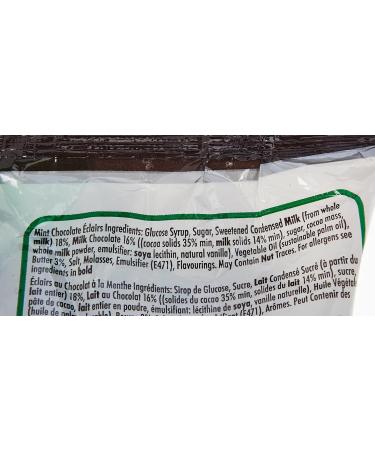 Mint Chocolate Éclairs Ingredients: Glucose Syrup, Sugar, Sweetened Condensed Milk (from whole
milk) 18%, Milk Chocolate 16% ((cocoa solids 35% min, milk solids 14% min), sugar, cocoa mass,
whole milk powder, emulsifier: soya lecithin, natural vanilla), Vegetable Oil (sustainable palm oil),
Butter 3%, Salt, Molasses, Emulsifier (E471), Flavourings. May Contain Nut Traces. For allergens see
ingredients in bold
Éclairs au Chocolat à la Menthe Ingrédients: Sirop de Glucose, Sucre, Lait Condensé Sucré (à partir du
lait entier) 18%, Lait au Chocolat 16% ((solides du cacao 35% min, solides du lait 14% min), sucre,
pâte de cacao, lait entier en poudre, émulsifiant: lécithine de soya, vanille naturelle), Huile Végétale
(huile de Arômes. Peut Contenir des